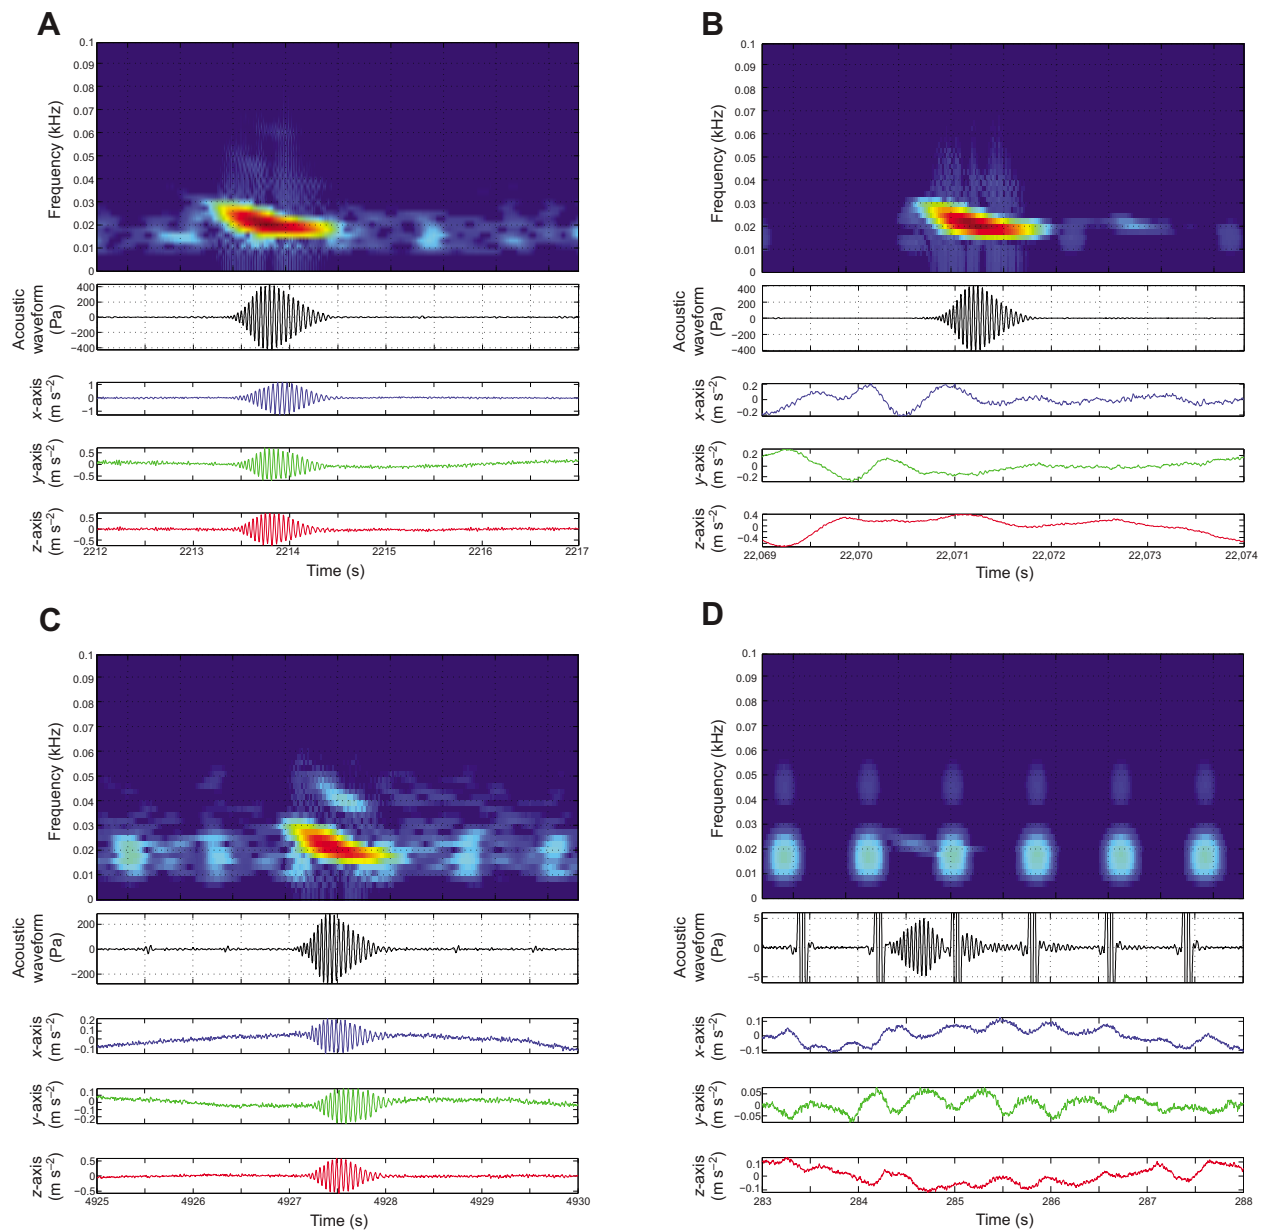 A
0.1
0.09
0.08
0.07
0.06
0.05
0.04
0.03
0.02
0.01
0
Frequency (kHz)
400
200
0
−200
−400
Acoustic
waveform
(Pa)
1
0
−1
x-axis
(m s−2)
0.5
0
−0.5
y-axis
(m s−2)
0.5
0
−0.5
z-axis
(m s−2)
2212 2213 2214 2215 2216 2217
Time (s)
B
0.1
0.09
0.08
0.07
0.06
0.05
0.04
0.03
0.02
0.01
0
Frequency (kHz)
400
200
0
−200
−400
Acoustic
waveform
(Pa)
0.2
0
−0.2
x-axis
(m s−2)
0.2
0
−0.2
y-axis
(m s−2)
0.4
0
−0.4
z-axis
(m s−2)
22,069 22,070 22,071 22,072 22,073 22,074
Time (s)
C
0.1
0.09
0.08
0.07
0.06
0.05
0.04
0.03
0.02
0.01
0
Frequency (kHz)
200
0
−200
Acoustic
waveform
(Pa)
0.2
0.1
0
−0.1
x-axis
(m s−2)
0.1
0
−0.1
−0.2
y-axis
(m s−2)
0.5
0
−0.5
z-axis
(m s−2)
4925 4926 4927 4928 4929 4930
Time (s)
D
0.1
0.09
0.08
0.07
0.06
0.05
0.04
0.03
0.02
0.01
0
Frequency (kHz)
5
0
−5
Acoustic
waveform
(Pa)
0.1
0
−0.1
x-axis
(m s−2)
0.05
0
−0.05
y-axis
(m s−2)
0.1
0
−0.1
z-axis
(m s−2)
283 284 285 286 287 288
Time (s)